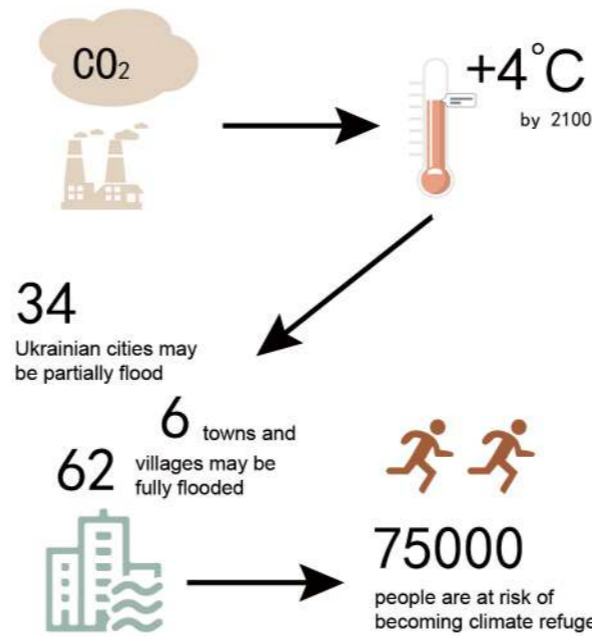 CO₂
+4°C
by 2100
34
Ukrainian cities may
be partially flood
6 towns and
62 villages may be
fully flooded
75000
people are at risk of
becoming climate refuge